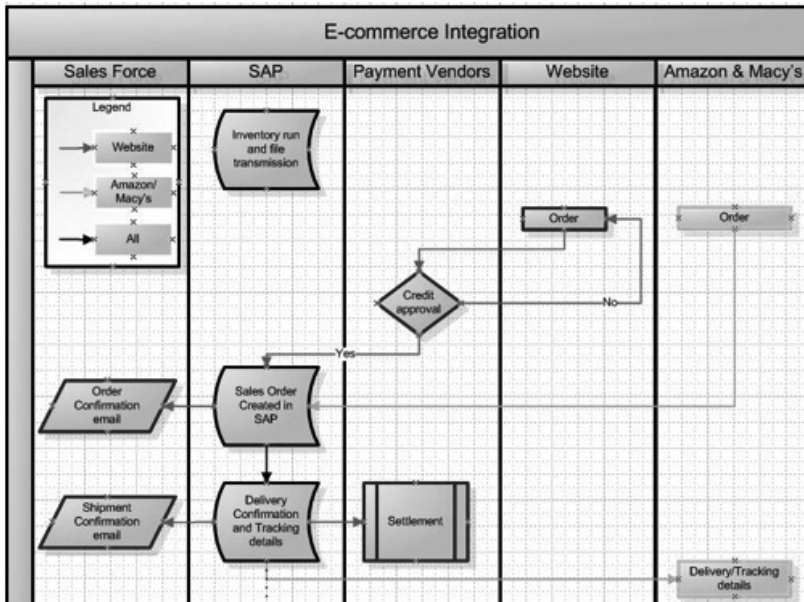 E-commerce Integration
Sales Force
SAP
Payment Vendors
Website
Amazon & Macy's
Legend
Website
Amazon/
Macy's
All
Inventory run
and file
transmission
Order
Order
Credit
approval
No
Yes
Order
Confirmation
email
Sales Order
Created in
SAP
Shipment
Confirmation
email
Delivery
Confirmation
and Tracking
details
Settlement
Delivery/Tracking
details